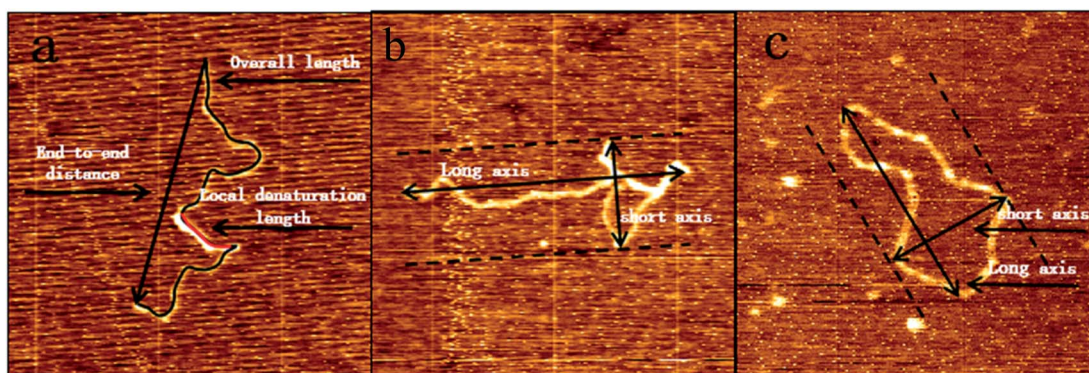 a
Overall length
End to end
distance
Local denaturation
length
b
Long axis
short axis
c
short axis
Long axis